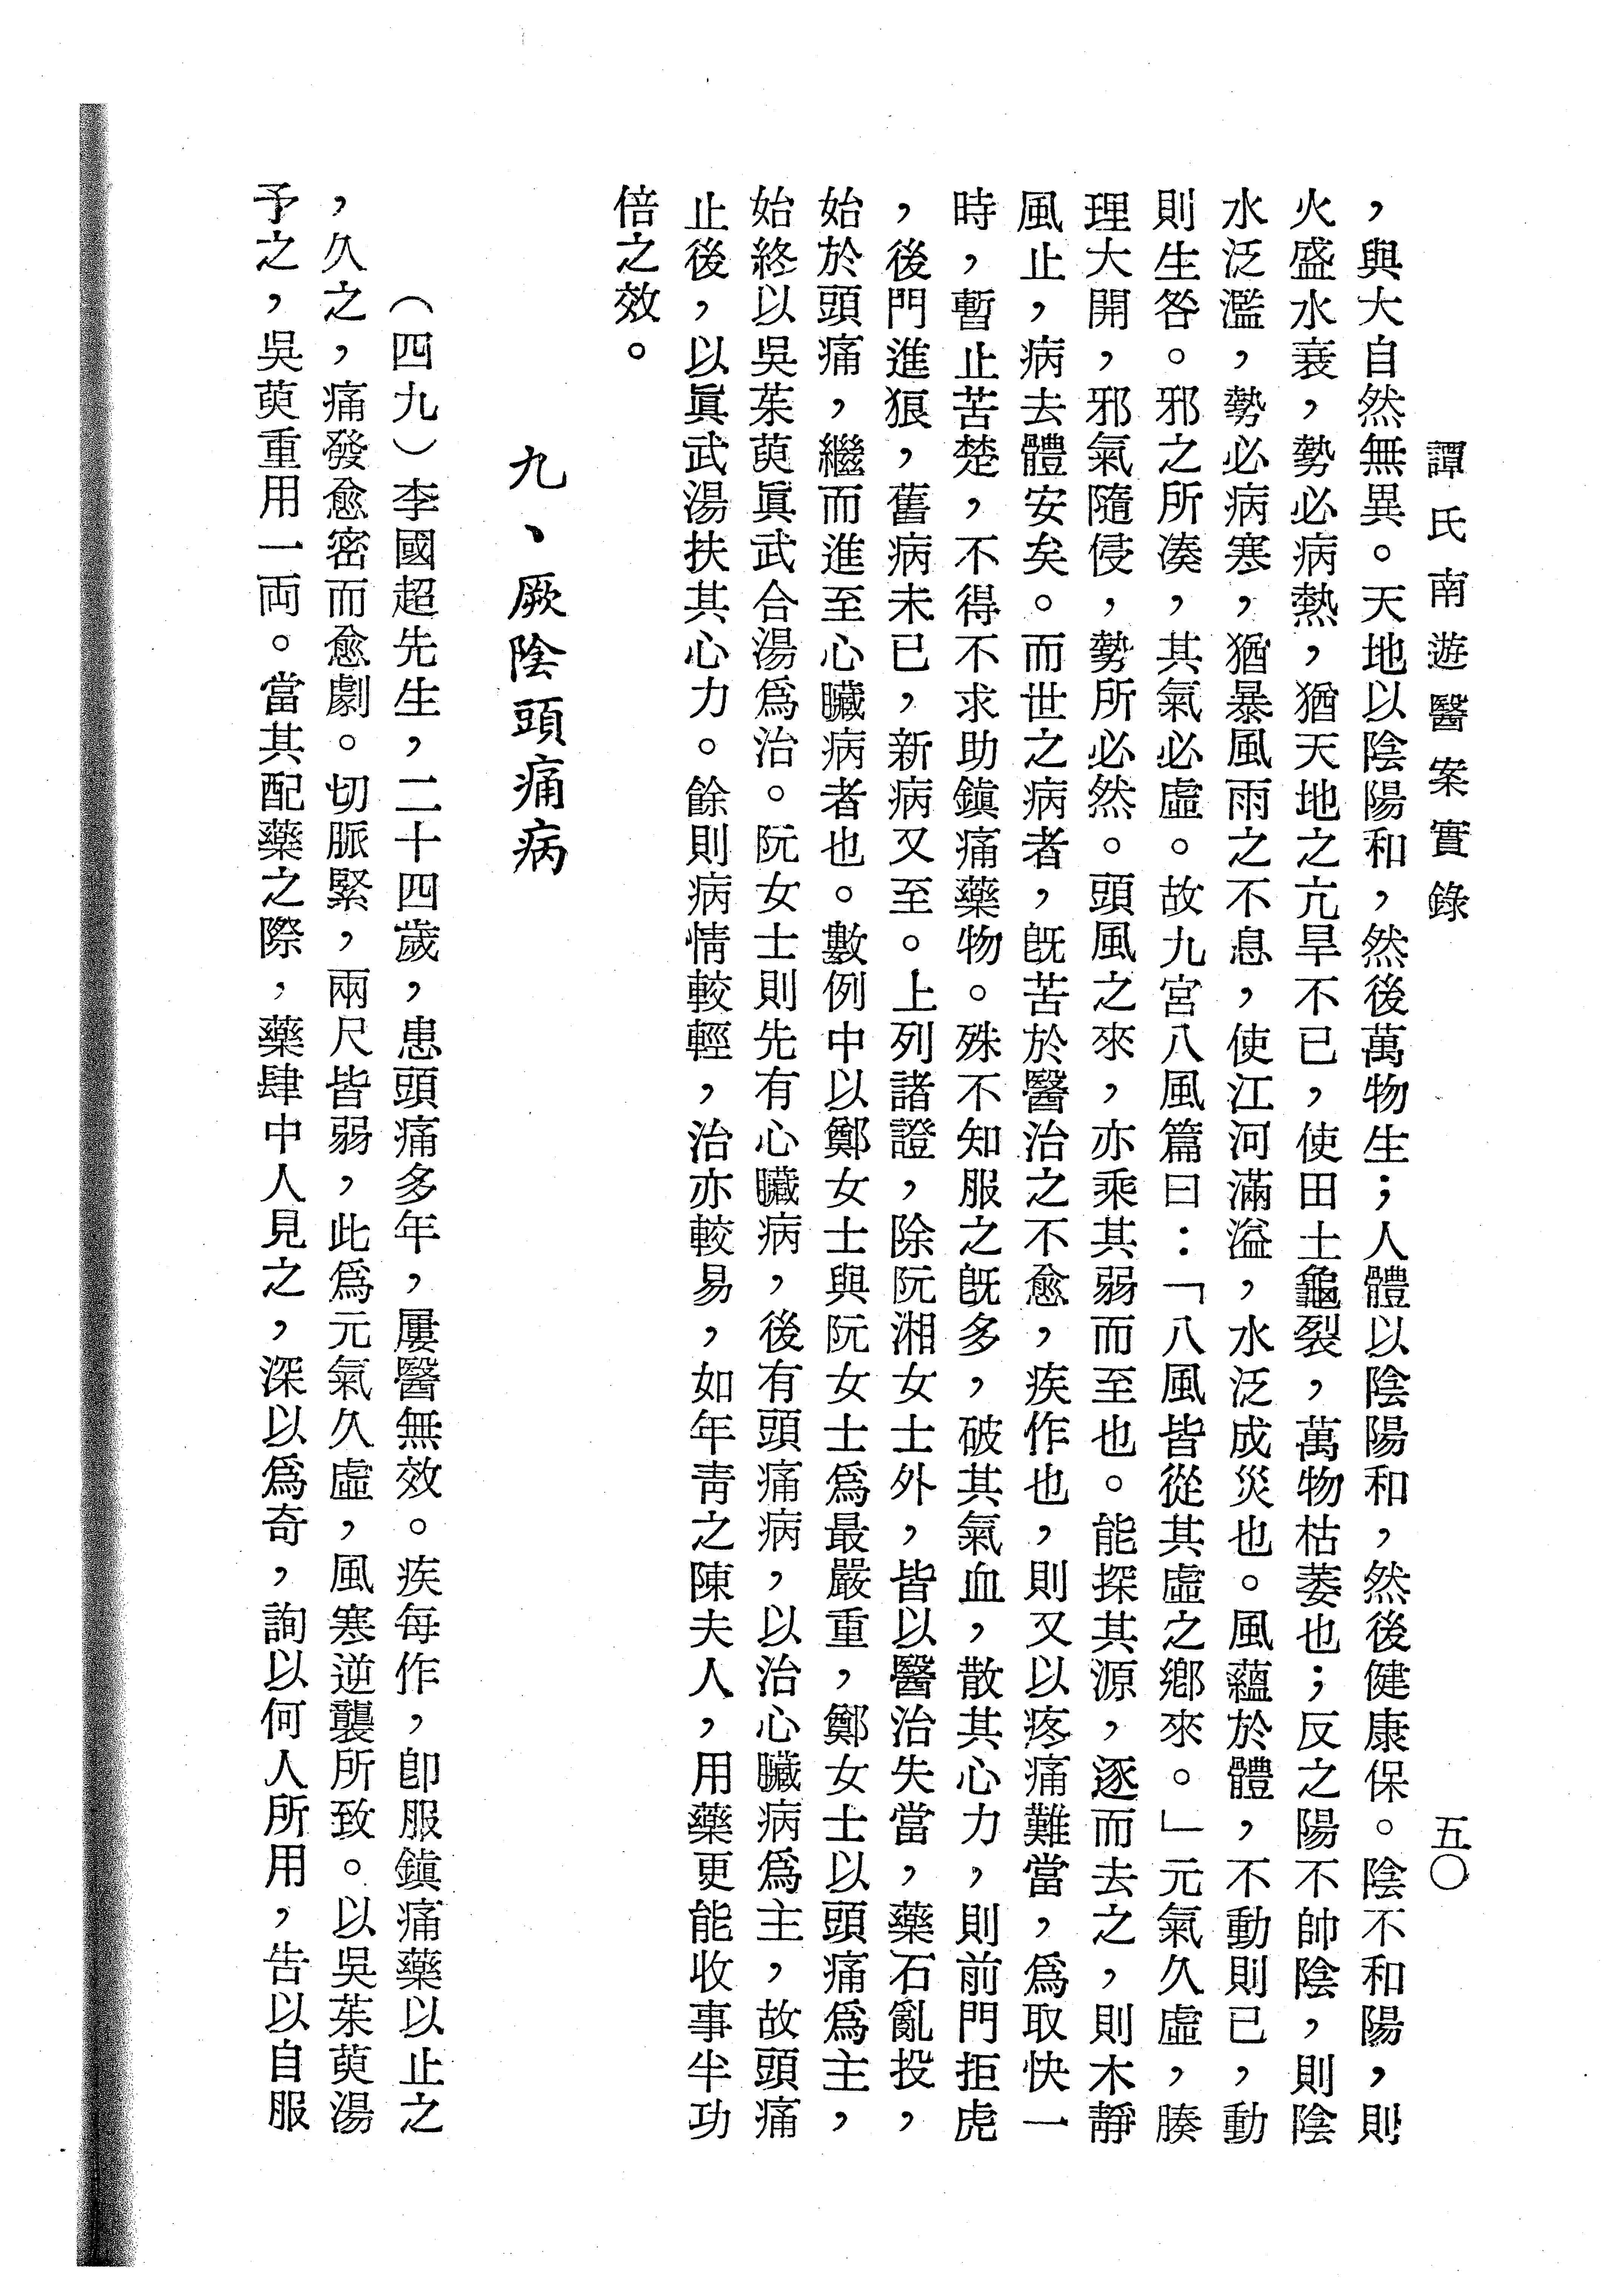 譚氏南遊醫案實錄
五〇
，與大自然無異。天地以陰陽和，然後萬物生；人體以陰陽和，然後健康保。陰不和陽，則
火盛水衰，勢必病熱，猶天地之亢旱不已，使田土龜裂，萬物枯萎也；反之陽不帥陰，則陰
水泛濫，勢必病寒，猶暴風雨之不息，使江河滿溢，水泛成災也。風蘊於體，不動則已，動
則生咎。邪之所凑，其氣必虛。故九宮八風篇曰：「八風皆從其虛之鄉來。」元氣久虛，腠
理大開，邪氣隨侵，勢所必然。頭風之來，亦乘其弱而至也。能探其源，逐而去之，則木靜
風止，病去體安矣。而世之病者，旣苦於醫治之不愈，疾作也，則又以疼痛難當，爲取快一
時，暫止苦楚，不得不求助鎮痛藥物。殊不知服之旣多，破其氣血，散其心力，則前門拒虎
，後門進狼，舊病未已，新病又至。上列諸證，除阮湘女士外，皆以醫治失當，藥石亂投，
始於頭痛，繼而進至心臟病者也。數例中以鄭女士與阮女士爲最嚴重，鄭女士以頭痛爲主，
始終以吳茱萸眞武合湯爲治。阮女士則先有心臟病，後有頭痛病，以治心臟病爲主，故頭痛
止後，以眞武湯扶其心力。餘則病情較輕，治亦較易，如年靑之陳夫人，用藥更能收事半功
倍之效。
九、厥陰頭痛病
（四九）李國超先生，二十四歲，患頭痛多年，屢醫無效。疾每作，卽服鎮痛藥以止之
，久之，痛發愈密而愈劇。切脈緊，兩尺皆弱，此爲元氣久虛，風寒逆襲所致。以吳茱萸湯
予之，吳萸重用一両。當其配藥之際，藥肆中人見之，深以爲奇，詢以何人所用，告以自服